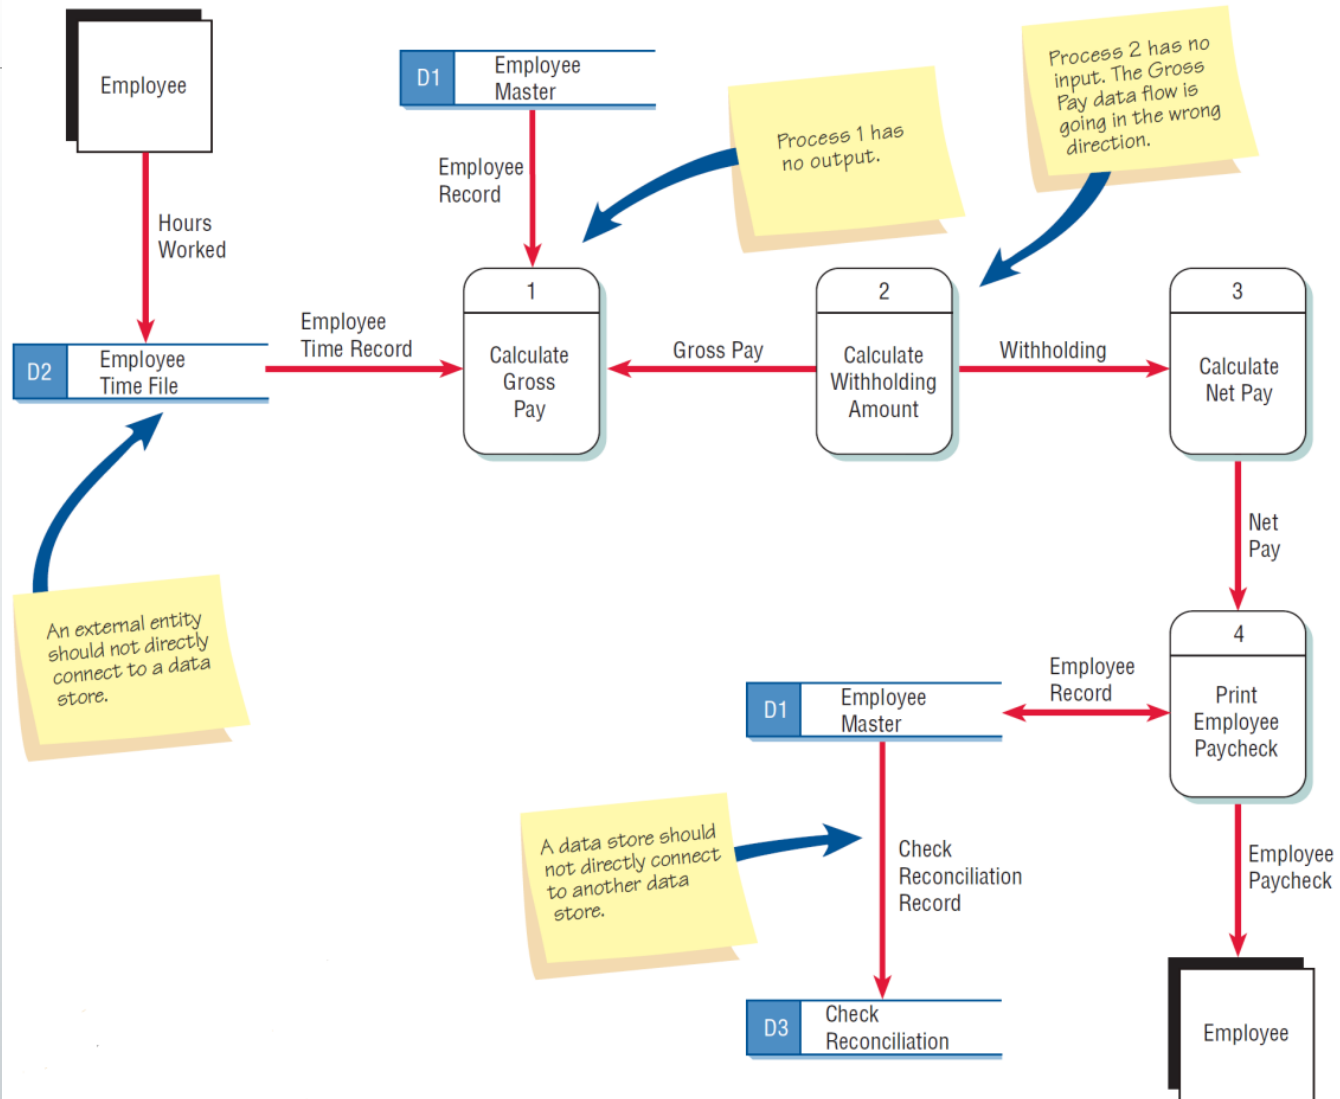 Employee
D1
Employee
Master
Process 1 has
no output.
Process 2 has no
input. The Gross
Pay data flow is
going in the wrong
direction.
Employee
Record
Hours
Worked
D2
Employee
Time File
Employee
Time Record
1
Calculate
Gross
Pay
Gross Pay
2
Calculate
Withholding
Amount
Withholding
3
Calculate
Net Pay
Net
Pay
An external entity
should not directly
connect to a data
store.
4
Print
Employee
Paycheck
Employee
Record
D1
Employee
Master
A data store should
not directly connect
to another data
store.
Check
Reconciliation
Record
Employee
Paycheck
D3
Check
Reconciliation
Employee